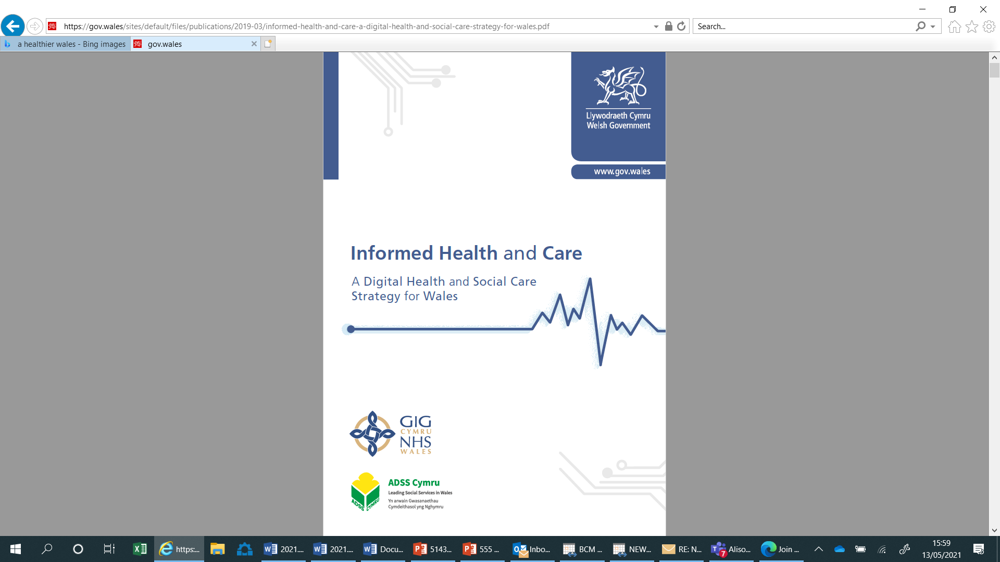 https://gov.wales/sites/default/files/publications/2019-03/informed-health-and-care-a-digital-health-and-social-care-strategy-for-wales.pdf
Search...
a healthier wales - Bing images
gov.wales
Llywodraeth Cymru
Welsh Government
www.gov.wales
Informed Health and Care
A Digital Health and Social Care
Strategy for Wales
GIG
CYMRU
NHS
WALES
ADSS Cymru
Leading Social Services in Wales
Yn arwain Gwasanaethau
Cymdeithasol yng Nghymru
ADSS CYMRU
https:...
2021....
2021....
Docu...
5143...
555 ...
Inbo...
BCM ...
NEW...
RE: N...
7
Aliso...
Join ...
15:59
13/05/2021